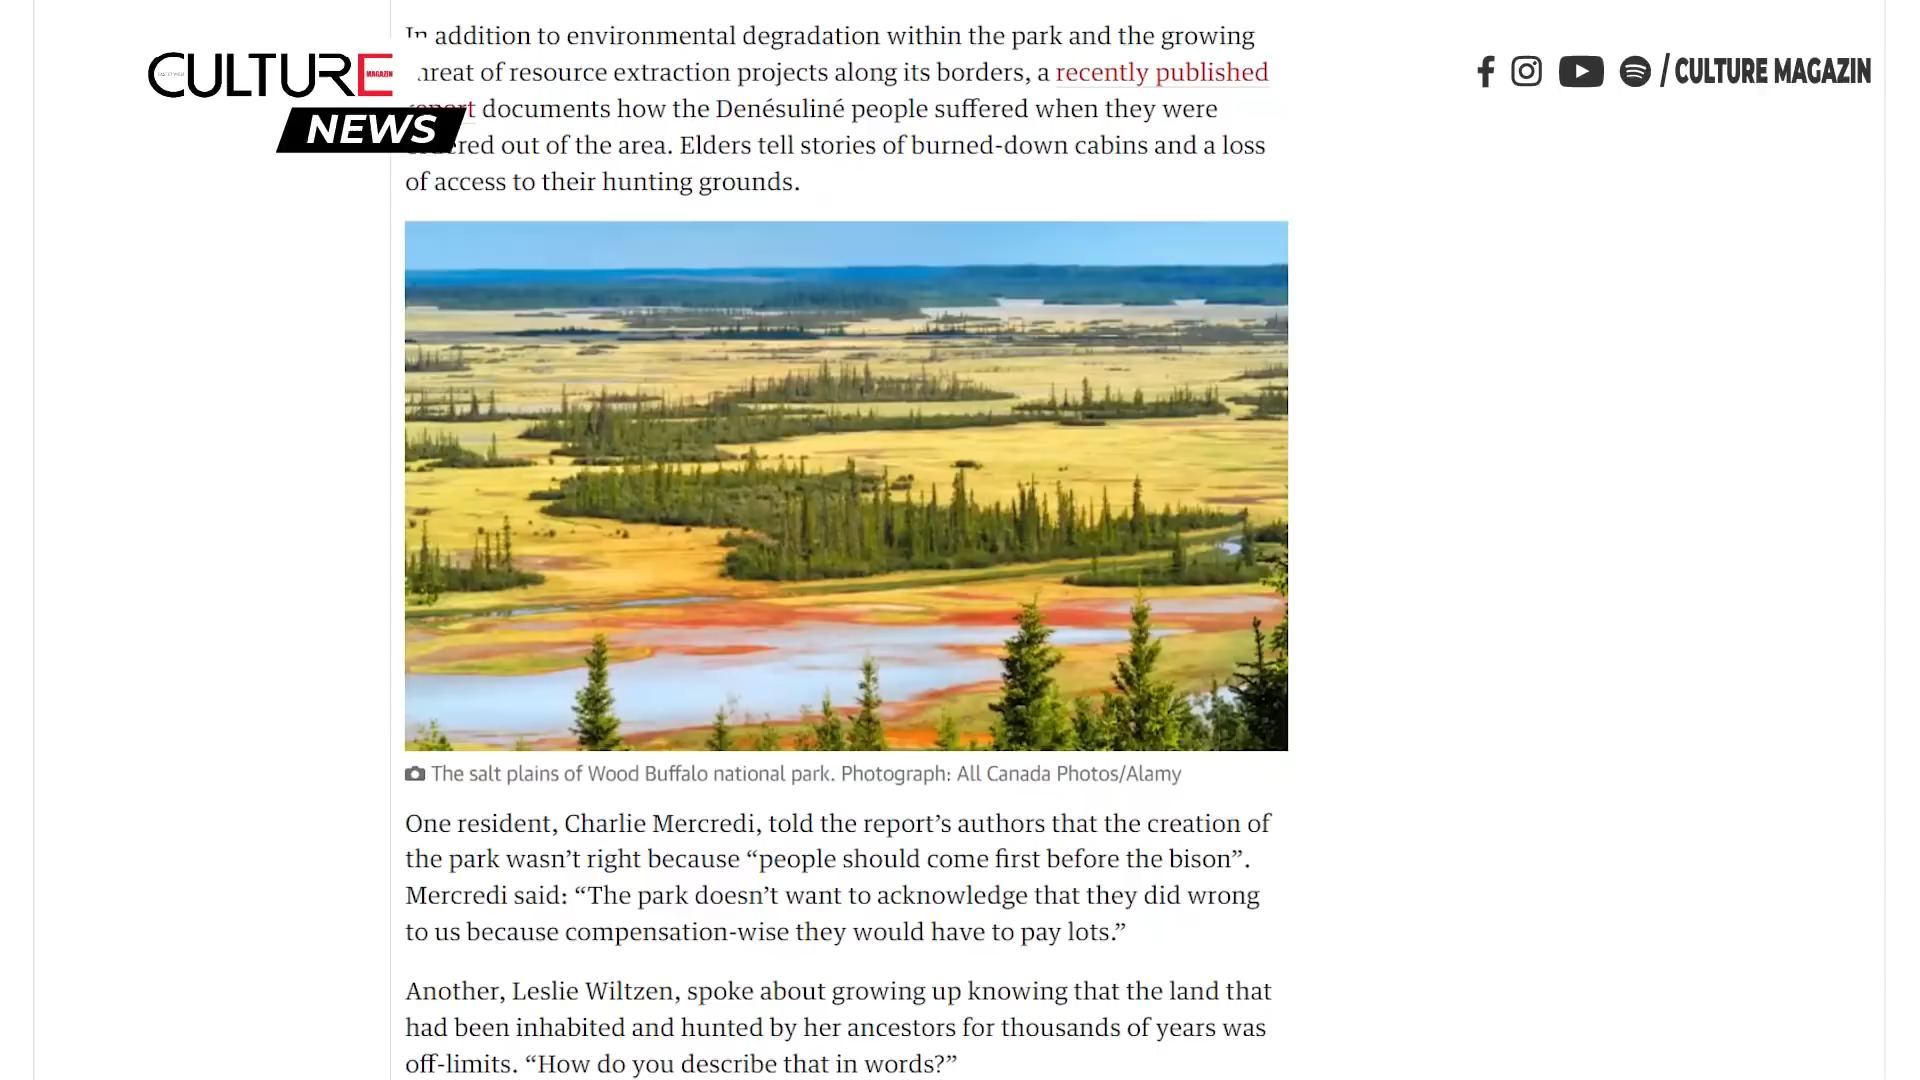 In addition to environmental degradation within the park and the growing
CULTURE
MAGAZIN
NEWS
/ CULTURE MAGAZIN
threat of resource extraction projects along its borders, a recently published
report documents how the Denésuliné people suffered when they were
ordered out of the area. Elders tell stories of burned-down cabins and a loss
of access to their hunting grounds.
The salt plains of Wood Buffalo national park. Photograph: All Canada Photos/Alamy
One resident, Charlie Mercredi, told the report’s authors that the creation of
the park wasn’t right because “people should come first before the bison”.
Mercredi said: “The park doesn’t want to acknowledge that they did wrong
to us because compensation-wise they would have to pay lots.”
Another, Leslie Wiltzen, spoke about growing up knowing that the land that
had been inhabited and hunted by her ancestors for thousands of years was
off-limits. “How do you describe that in words?”